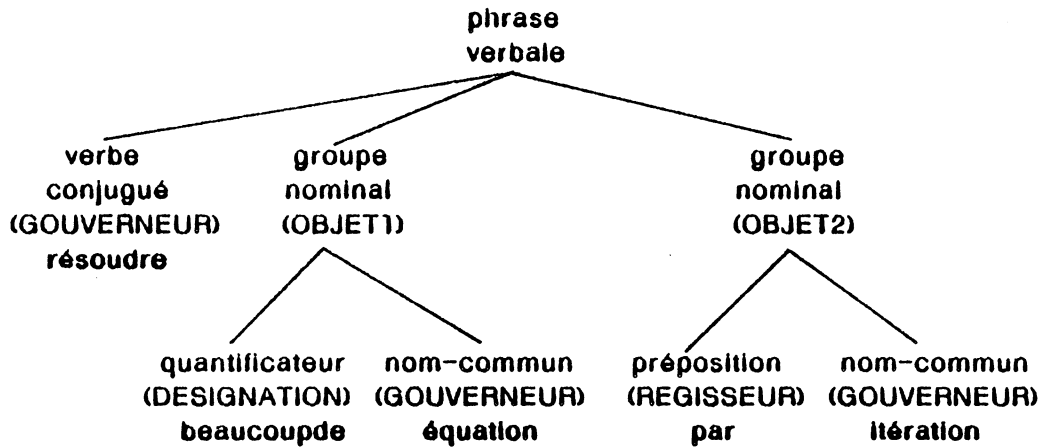 phrase
verbale
verbe
conjugué
(GOUVERNEUR)
résoudre
groupe
nominal
(OBJET1)
groupe
nominal
(OBJET2)
quantificateur
(DESIGNATION)
beaucoupde
nom-commun
(GOUVERNEUR)
équation
préposition
(REGISSEUR)
par
nom-commun
(GOUVERNEUR)
itération